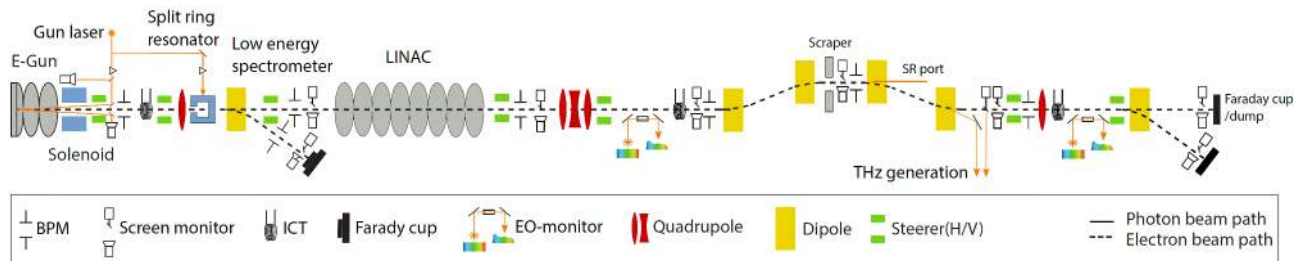 Gun laser
Split ring
resonator
E-Gun
Low energy
spectrometer
LINAC
Scraper
SR port
Solenoid
Faraday cup
/dump
THz generation
BPM
Screen monitor
ICT
Farady cup
EO-monitor
Quadrupole
Dipole
Steerer(H/V)
Photon beam path
Electron beam path